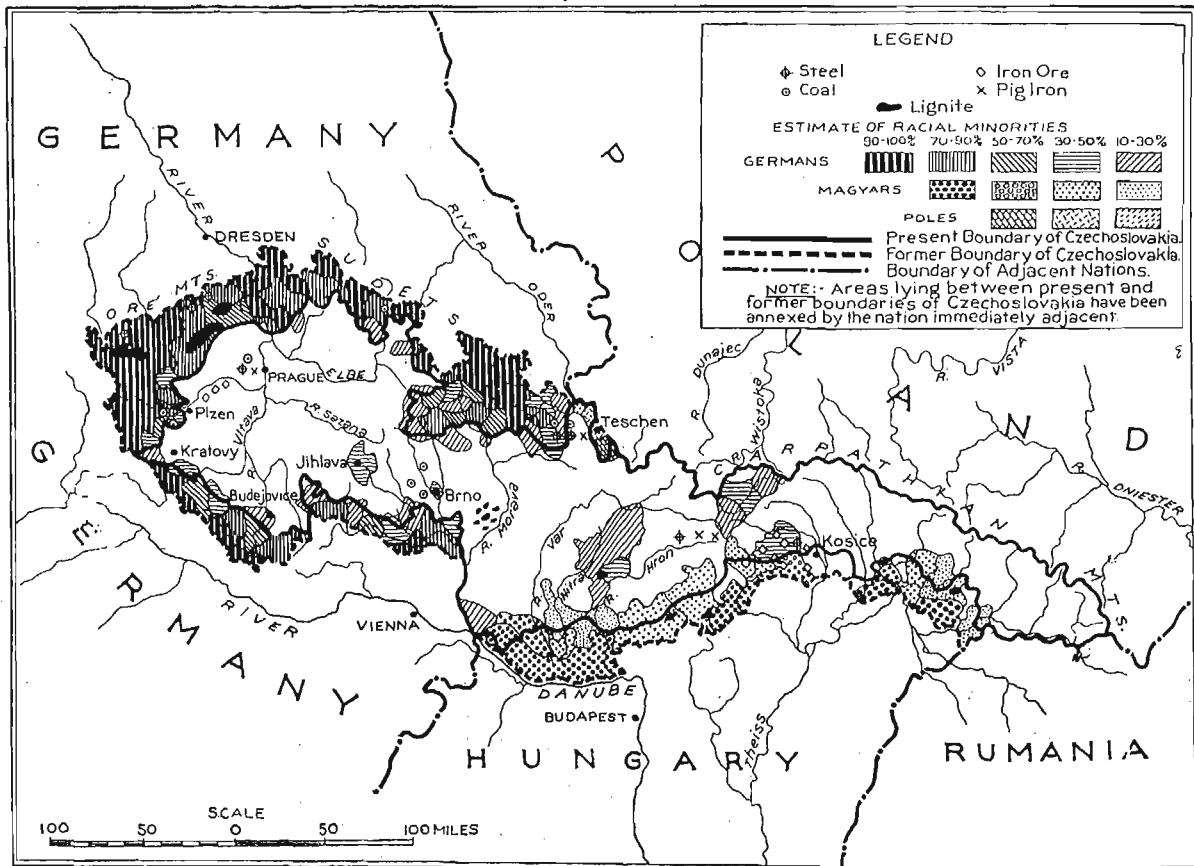 LEGEND
Steel
Iron Ore
Coal
Pig Iron
Lignite
ESTIMATE OF RACIAL MINORITIES
90-100% 70-90% 50-70% 30-50% 10-30%
GERMANS
MAGYARS
POLES
Present Boundary of Czechoslovakia.
Former Boundary of Czechoslovakia.
Boundary of Adjacent Nations.
NOTE:- Areas lying between present and
former boundaries of Czechoslovakia have been
annexed by the nation immediately adjacent.
GERMANY
POLAND
RIVER
DRESDEN
ORE MTS.
SUDETS
RIVER ODER
R. Dunajec
R. Wistoka
R. VISTA
R. DNIESTER
PRAGUE
ELBE
Plzen
R. Vltava
R. Sazana
Kralovy
Jihlava
Budejovice
Brno
R. Morava
Teschen
CARPATHIAN MTS.
R. Var
R. Nitra
R. Hron
Kosice
GERMANY
RIVER
VIENNA
DANUBE
BUDAPEST
Theiss
HUNGARY
RUMANIA
SCALE
100 50 0 50 100 MILES